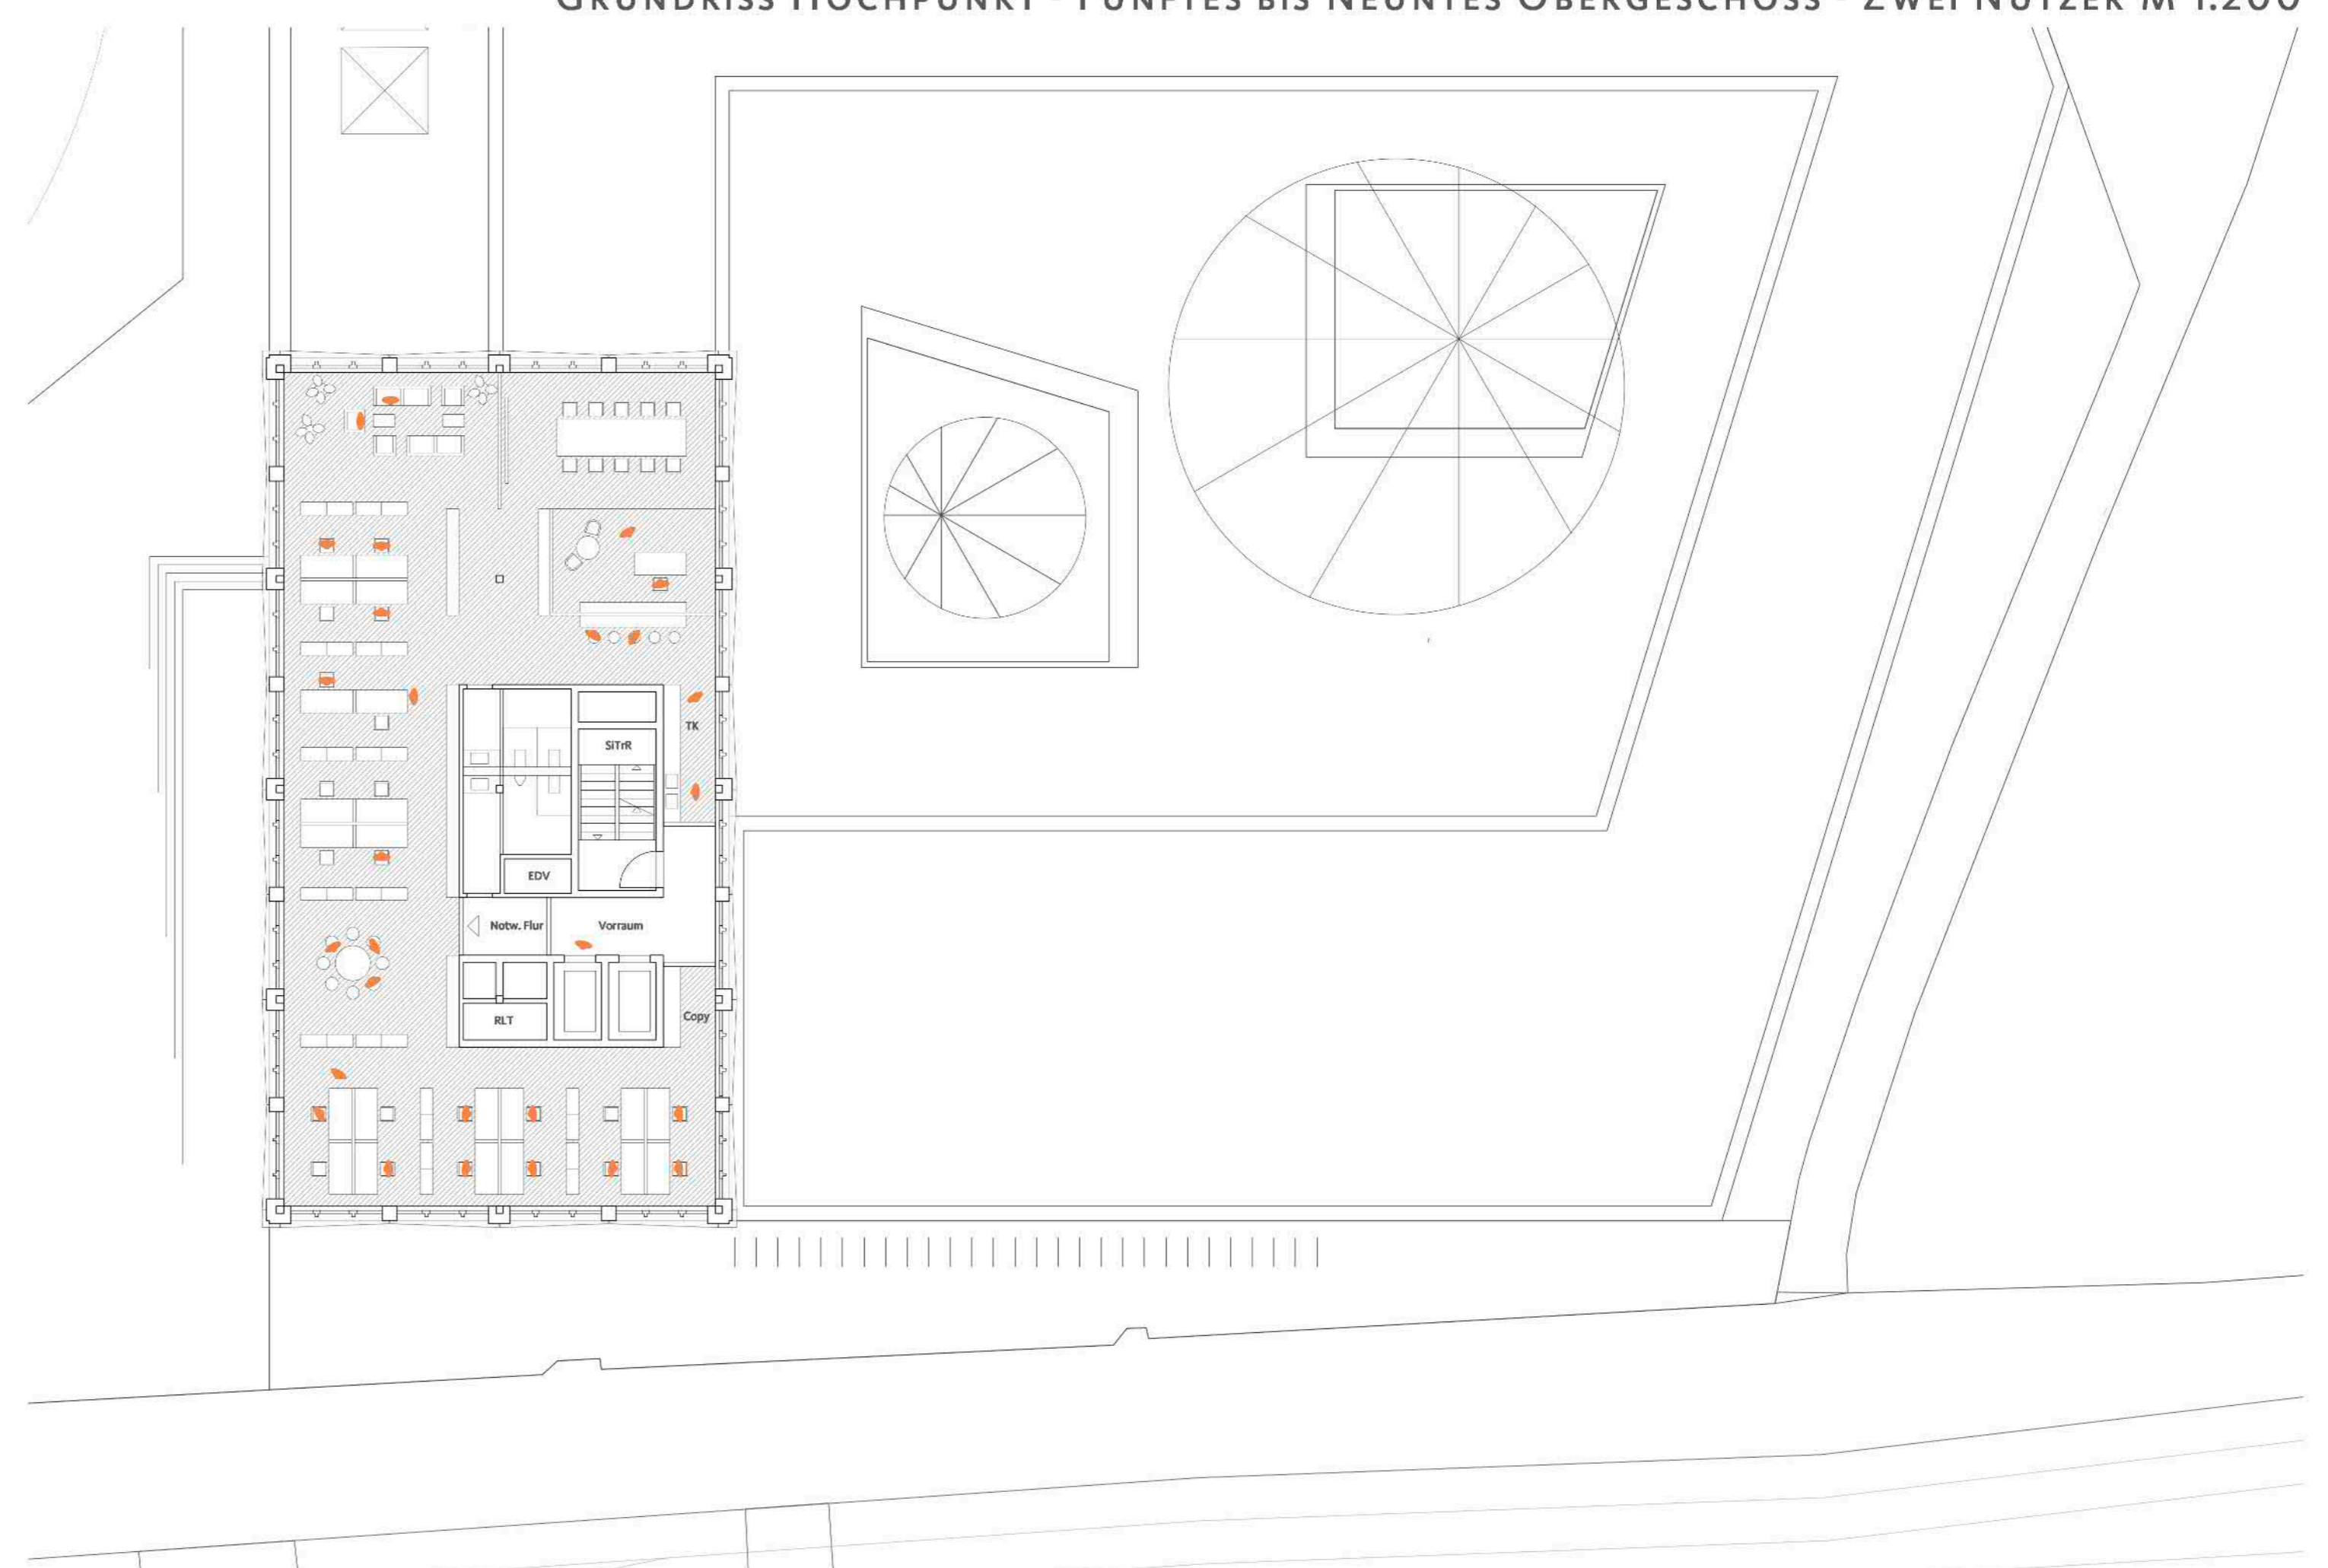 GRUNDRISS HOCHPUNKT · FÜNFTES BIS NEUNTES OBERGESCHOSS · ZWEI NUTZER M 1:200
TK
SiTrR
EDV
Notw. Flur
Vorraum
RLT
Copy